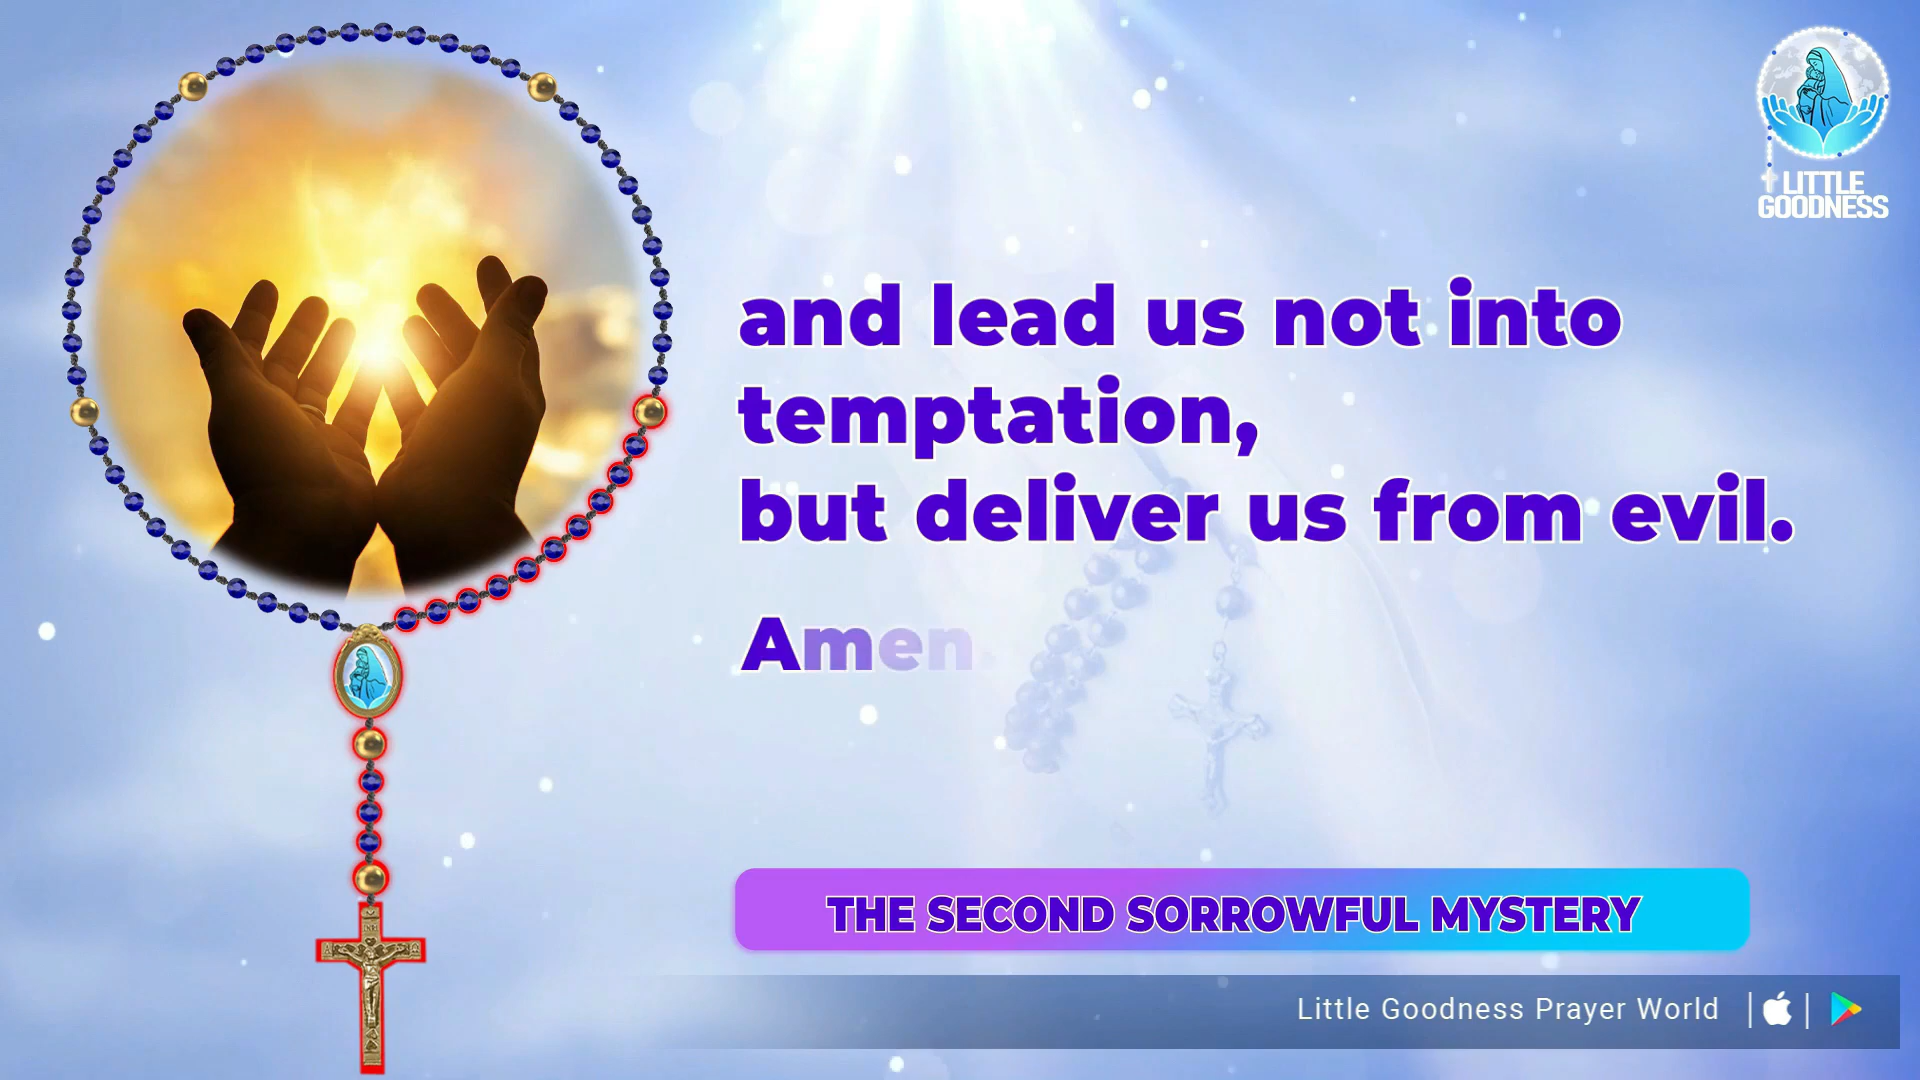 LITTLE
GOODNESS
and lead us not into
temptation,
but deliver us from evil.
Amen.
THE SECOND SORROWFUL MYSTERY
Little Goodness Prayer World